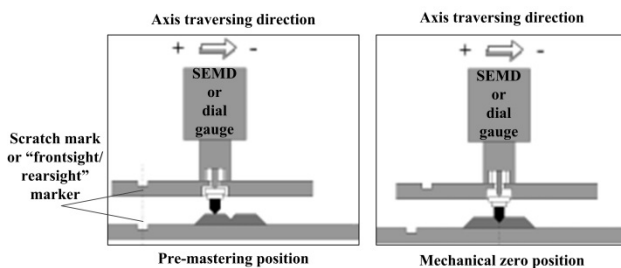 Axis traversing direction
+ -
SEMD
or
dial
gauge
Scratch mark
or “frontsight/
rearsight”
marker
Pre-mastering position
Axis traversing direction
+ -
SEMD
or
dial
gauge
Mechanical zero position